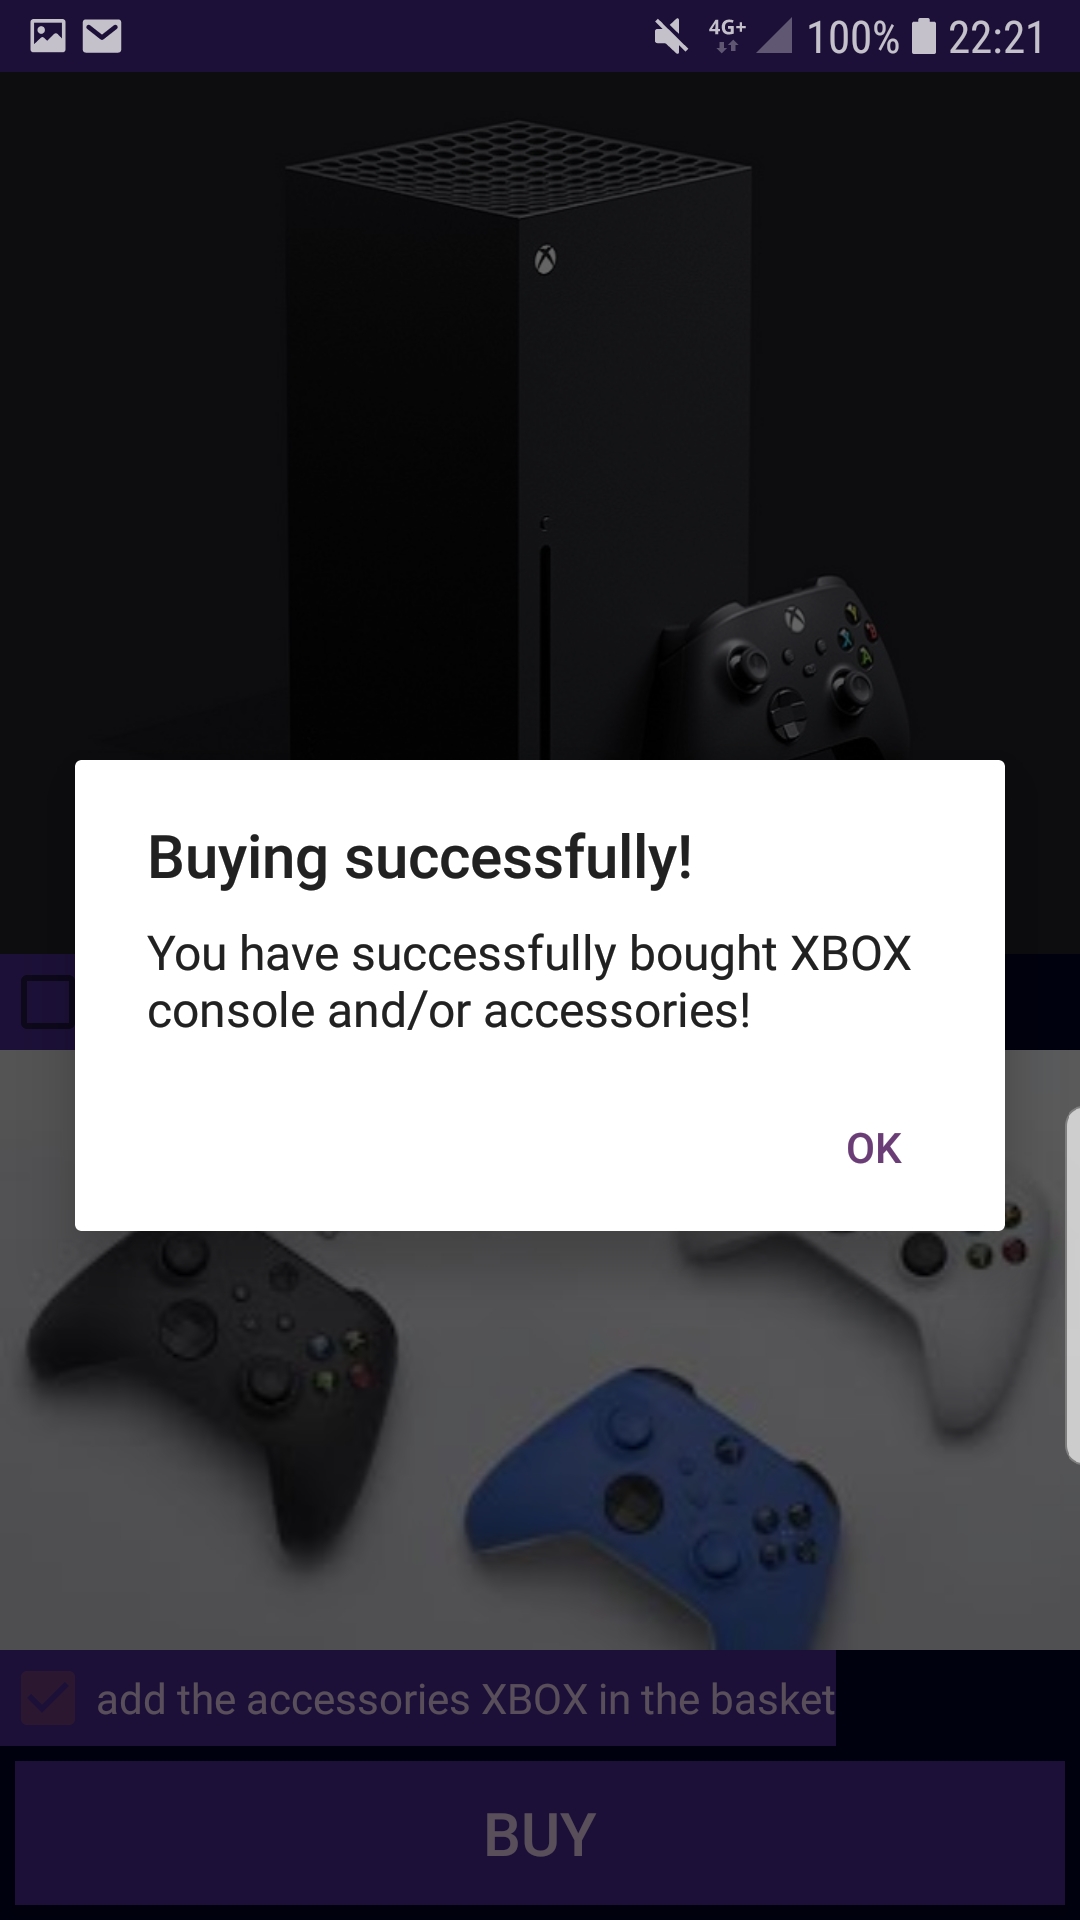 4G+ 100% 22:21
Y
B
X
A
Buying successfully!
You have successfully bought XBOX
console and/or accessories!
OK
add the accessories XBOX in the basket
BUY